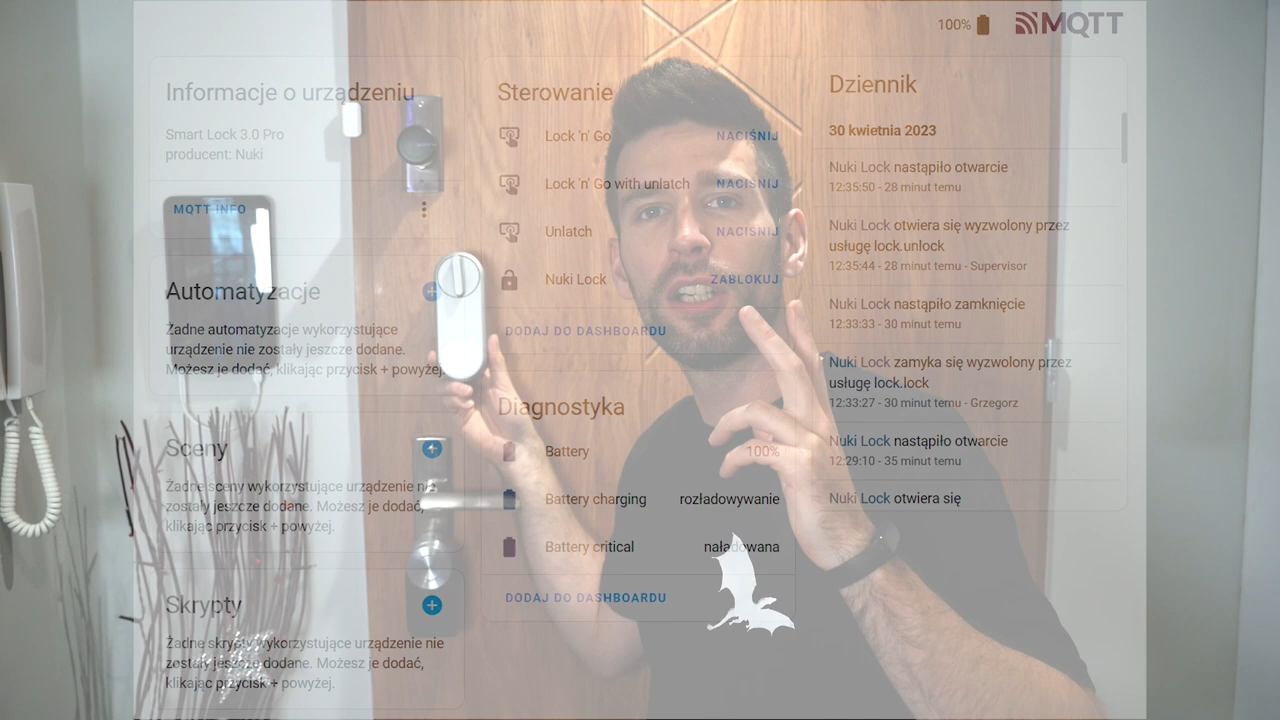 100%
MQTT
Informacje o urządzeniu
Smart Lock 3.0 Pro
producent: Nuki
MQTT INFO
Automatyzacje
Żadne automatyzacje wykorzystujące
urządzenie nie zostały jeszcze dodane.
Możesz je dodać, klikając przycisk + powyżej.
Sceny
Żadne sceny wykorzystujące urządzenie nie
zostały jeszcze dodane. Możesz je dodać,
klikając przycisk + powyżej.
Skrypty
Żadne skrypty wykorzystujące urządzenie nie
zostały jeszcze dodane. Możesz je dodać,
klikając przycisk + powyżej.
Sterowanie
Lock 'n' Go NACIŚNIJ
Lock 'n' Go with unlatch NACIŚNIJ
Unlatch NACIŚNIJ
Nuki Lock ZABLOKUJ
DODAJ DO DASHBOARDU
Diagnostyka
Battery 100%
Battery charging rozładowywanie
Battery critical naładowana
DODAJ DO DASHBOARDU
Dziennik
30 kwietnia 2023
Nuki Lock nastąpiło otwarcie
12:35:50 - 28 minut temu
Nuki Lock otwiera się wyzwolony przez
usługę lock.unlock
12:35:44 - 28 minut temu - Supervisor
Nuki Lock nastąpiło zamknięcie
12:33:33 - 30 minut temu
Nuki Lock zamyka się wyzwolony przez
usługę lock.lock
12:33:27 - 30 minut temu - Grzegorz
Nuki Lock nastąpiło otwarcie
12:29:10 - 35 minut temu
Nuki Lock otwiera się